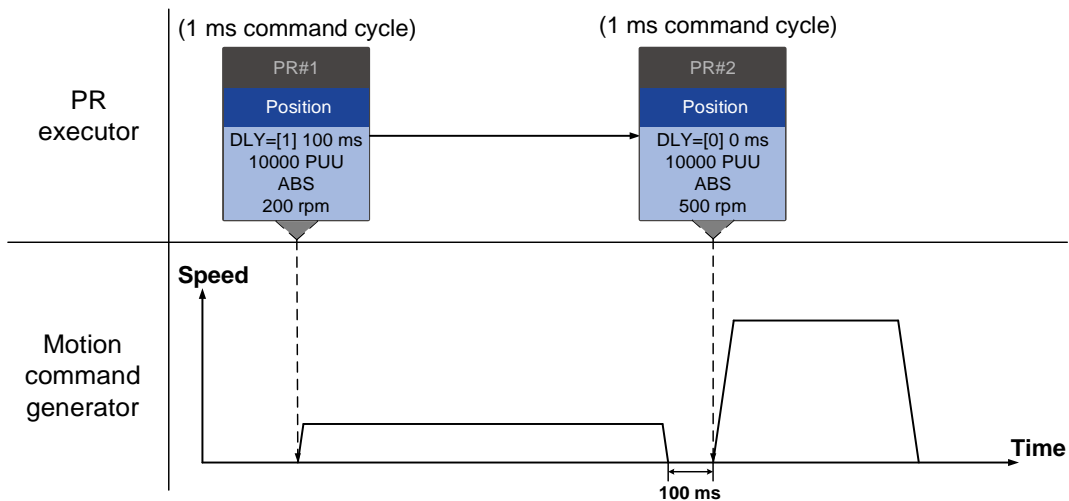 (1 ms command cycle)
(1 ms command cycle)
PR
executor
PR#1
Position
DLY=[1] 100 ms
10000 PUU
ABS
200 rpm
PR#2
Position
DLY=[0] 0 ms
10000 PUU
ABS
500 rpm
Motion
command
generator
Speed
Time
100 ms